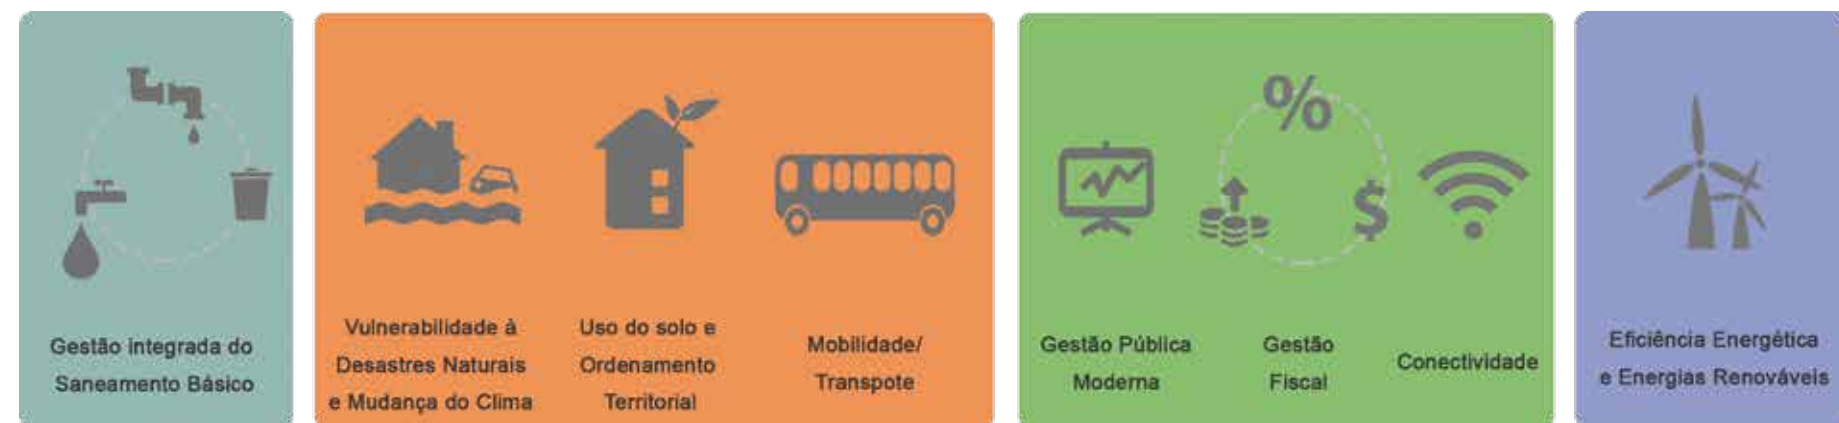 Gestão integrada do
Saneamento Básico
Vulnerabilidade à
Desastres Naturais
e Mudança do Clima
Uso do solo e
Ordenamento
Territorial
Mobilidade/
Transpote
%
$
Gestão Pública
Moderna
Gestão
Fiscal
Conectividade
Eficiência Energética
e Energias Renováveis